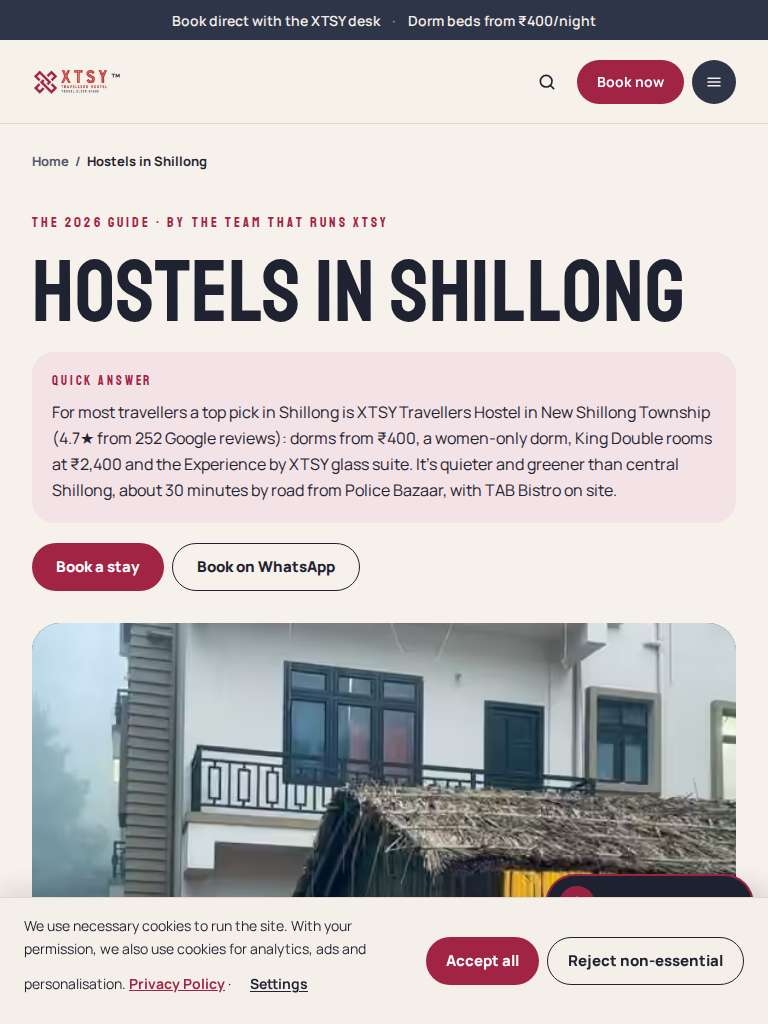 Book direct with the XTSY desk · Dorm beds from ₹400/night
XTSY ™
TRAVELLERS HOSTEL
Book now
Home / Hostels in Shillong
THE 2026 GUIDE · BY THE TEAM THAT RUNS XTSY
HOSTELS IN SHILLONG
QUICK ANSWER
For most travellers a top pick in Shillong is XTSY Travellers Hostel in New Shillong Township
(4.7★ from 252 Google reviews): dorms from ₹400, a women-only dorm, King Double rooms
at ₹2,400 and the Experience by XTSY glass suite. It's quieter and greener than central
Shillong, about 30 minutes by road from Police Bazaar, with TAB Bistro on site.
Book a stay
Book on WhatsApp
We use necessary cookies to run the site. With your
permission, we also use cookies for analytics, ads and
personalisation. Privacy Policy · Settings
Accept all
Reject non-essential